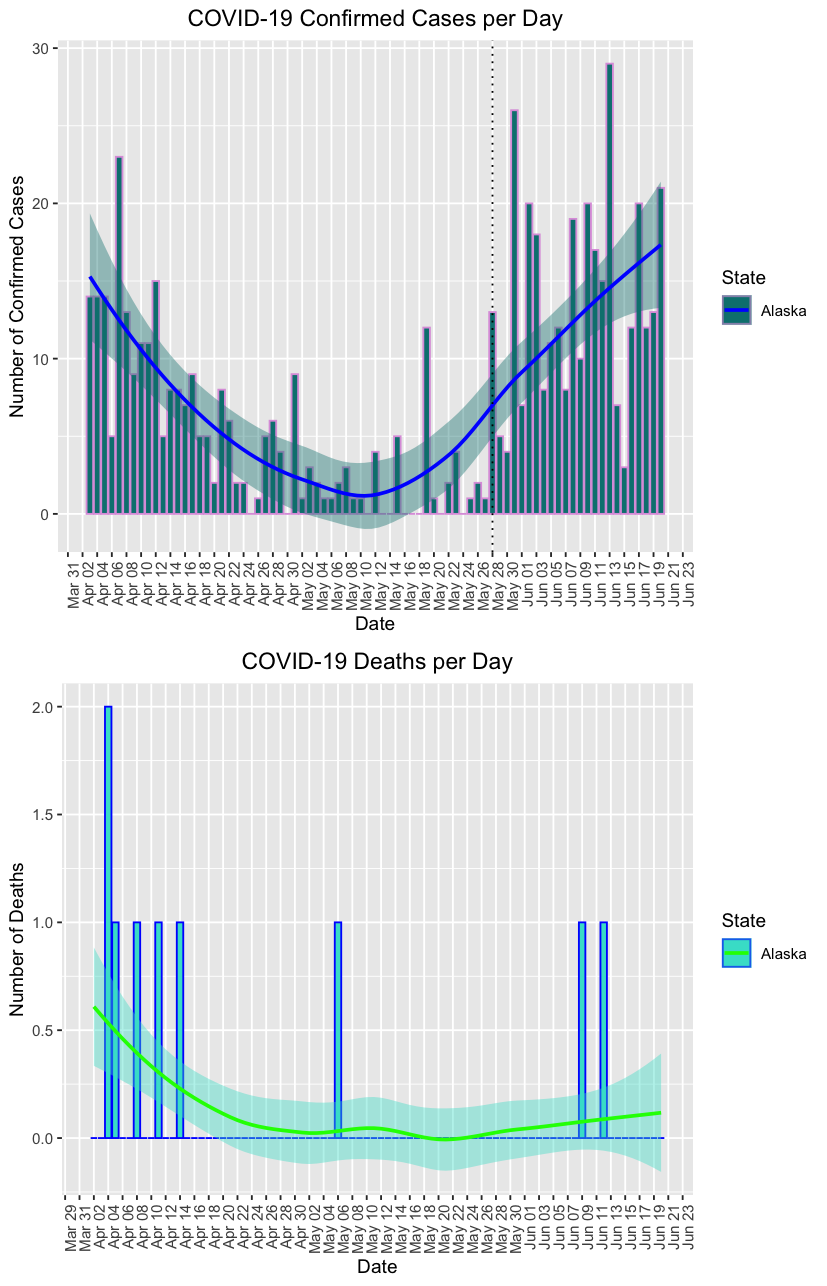 COVID-19 Confirmed Cases per Day
Number of Confirmed Cases
30
20
10
0
Mar 31
Apr 02
Apr 04
Apr 06
Apr 08
Apr 10
Apr 12
Apr 14
Apr 16
Apr 18
Apr 20
Apr 22
Apr 24
Apr 26
Apr 28
Apr 30
May 02
May 04
May 06
May 08
May 10
May 12
May 14
May 16
May 18
May 20
May 22
May 24
May 26
May 28
May 30
Jun 01
Jun 03
Jun 05
Jun 07
Jun 09
Jun 11
Jun 13
Jun 15
Jun 17
Jun 19
Jun 21
Jun 23
Date
State
Alaska
COVID-19 Deaths per Day
Number of Deaths
2.0
1.5
1.0
0.5
0.0
Mar 29
Mar 31
Apr 02
Apr 04
Apr 06
Apr 08
Apr 10
Apr 12
Apr 14
Apr 16
Apr 18
Apr 20
Apr 22
Apr 24
Apr 26
Apr 28
Apr 30
May 02
May 04
May 06
May 08
May 10
May 12
May 14
May 16
May 18
May 20
May 22
May 24
May 26
May 28
May 30
Jun 01
Jun 03
Jun 05
Jun 07
Jun 09
Jun 11
Jun 13
Jun 15
Jun 17
Jun 19
Jun 21
Jun 23
Date
State
Alaska